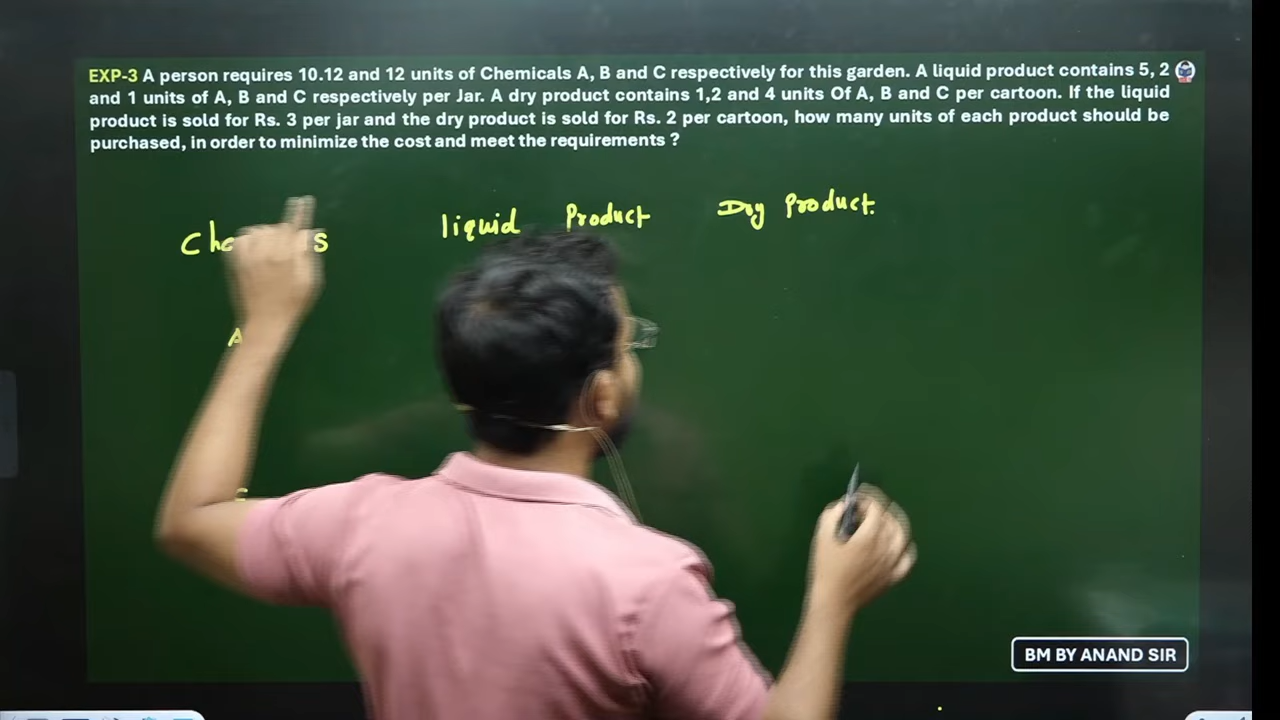 EXP-3 A person requires 10.12 and 12 units of Chemicals A, B and C respectively for this garden. A liquid product contains 5, 2
and 1 units of A, B and C respectively per Jar. A dry product contains 1,2 and 4 units Of A, B and C per cartoon. If the liquid
product is sold for Rs. 3 per jar and the dry product is sold for Rs. 2 per cartoon, how many units of each product should be
purchased, in order to minimize the cost and meet the requirements ?
liquid Product Dry Product.
A
BM BY ANAND SIR